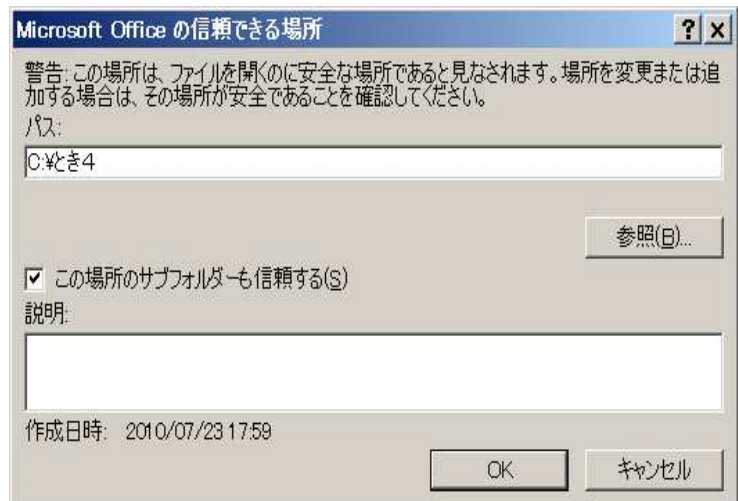 Microsoft Office の信頼できる場所
警告: この場所は、ファイルを開くのに安全な場所であると見なされます。場所を変更または追
加する場合は、その場所が安全であることを確認してください。
パス:
C:¥とき4
参照(B)...
この場所のサブフォルダーも信頼する(S)
説明:
作成日時: 2010/07/23 17:59
OK キャンセル